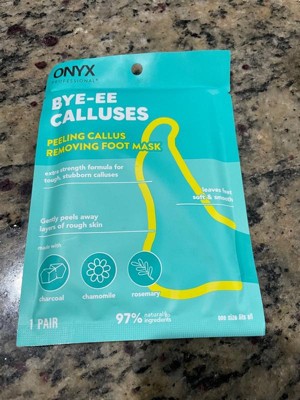 ONYX
PROFESSIONAL
BYE-EE
CALLUSES
PEELING CALLUS
REMOVING FOOT MASK
extra strength formula for
tough, stubborn calluses
leaves feet
soft & smooth
Gently peels away
layers of rough skin
made with
charcoal
chamomile
rosemary
1 PAIR
97% naturally derived
ingredients
one size fits all